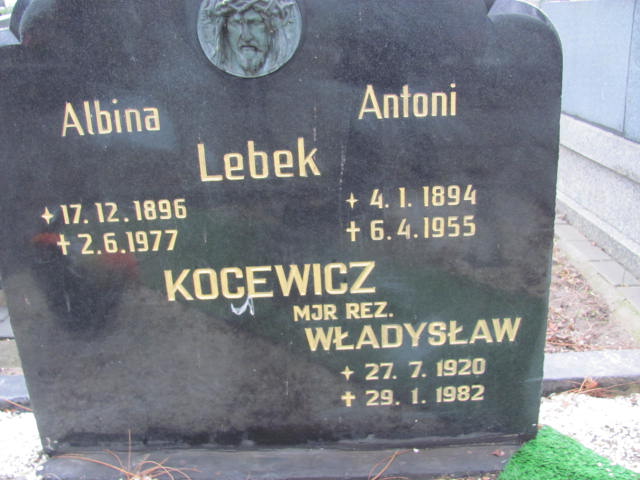 Ałbina Antoni
Lebek
✦ 17. 12. 1896 ✦ 4. 1. 1894
✝ 2. 6. 1977 ✝ 6. 4. 1955
KOCEWICZ
MJR REZ.
WŁADYSŁAW
✦ 27. 7. 1920
✝ 29. 1. 1982